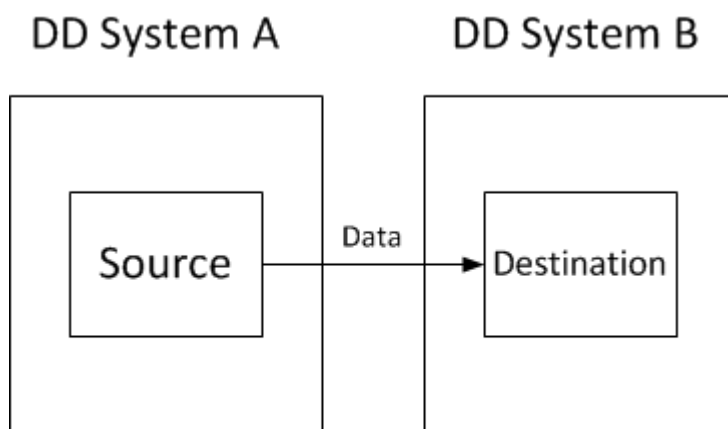 DD System A
DD System B
Source
Data
Destination